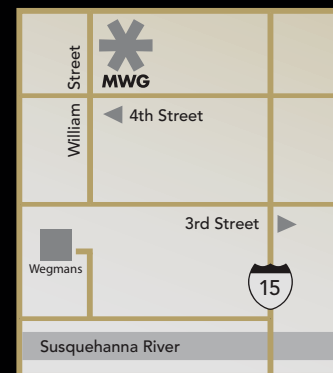 William Street
MWG
4th Street
3rd Street
Wegmans
15
Susquehanna River